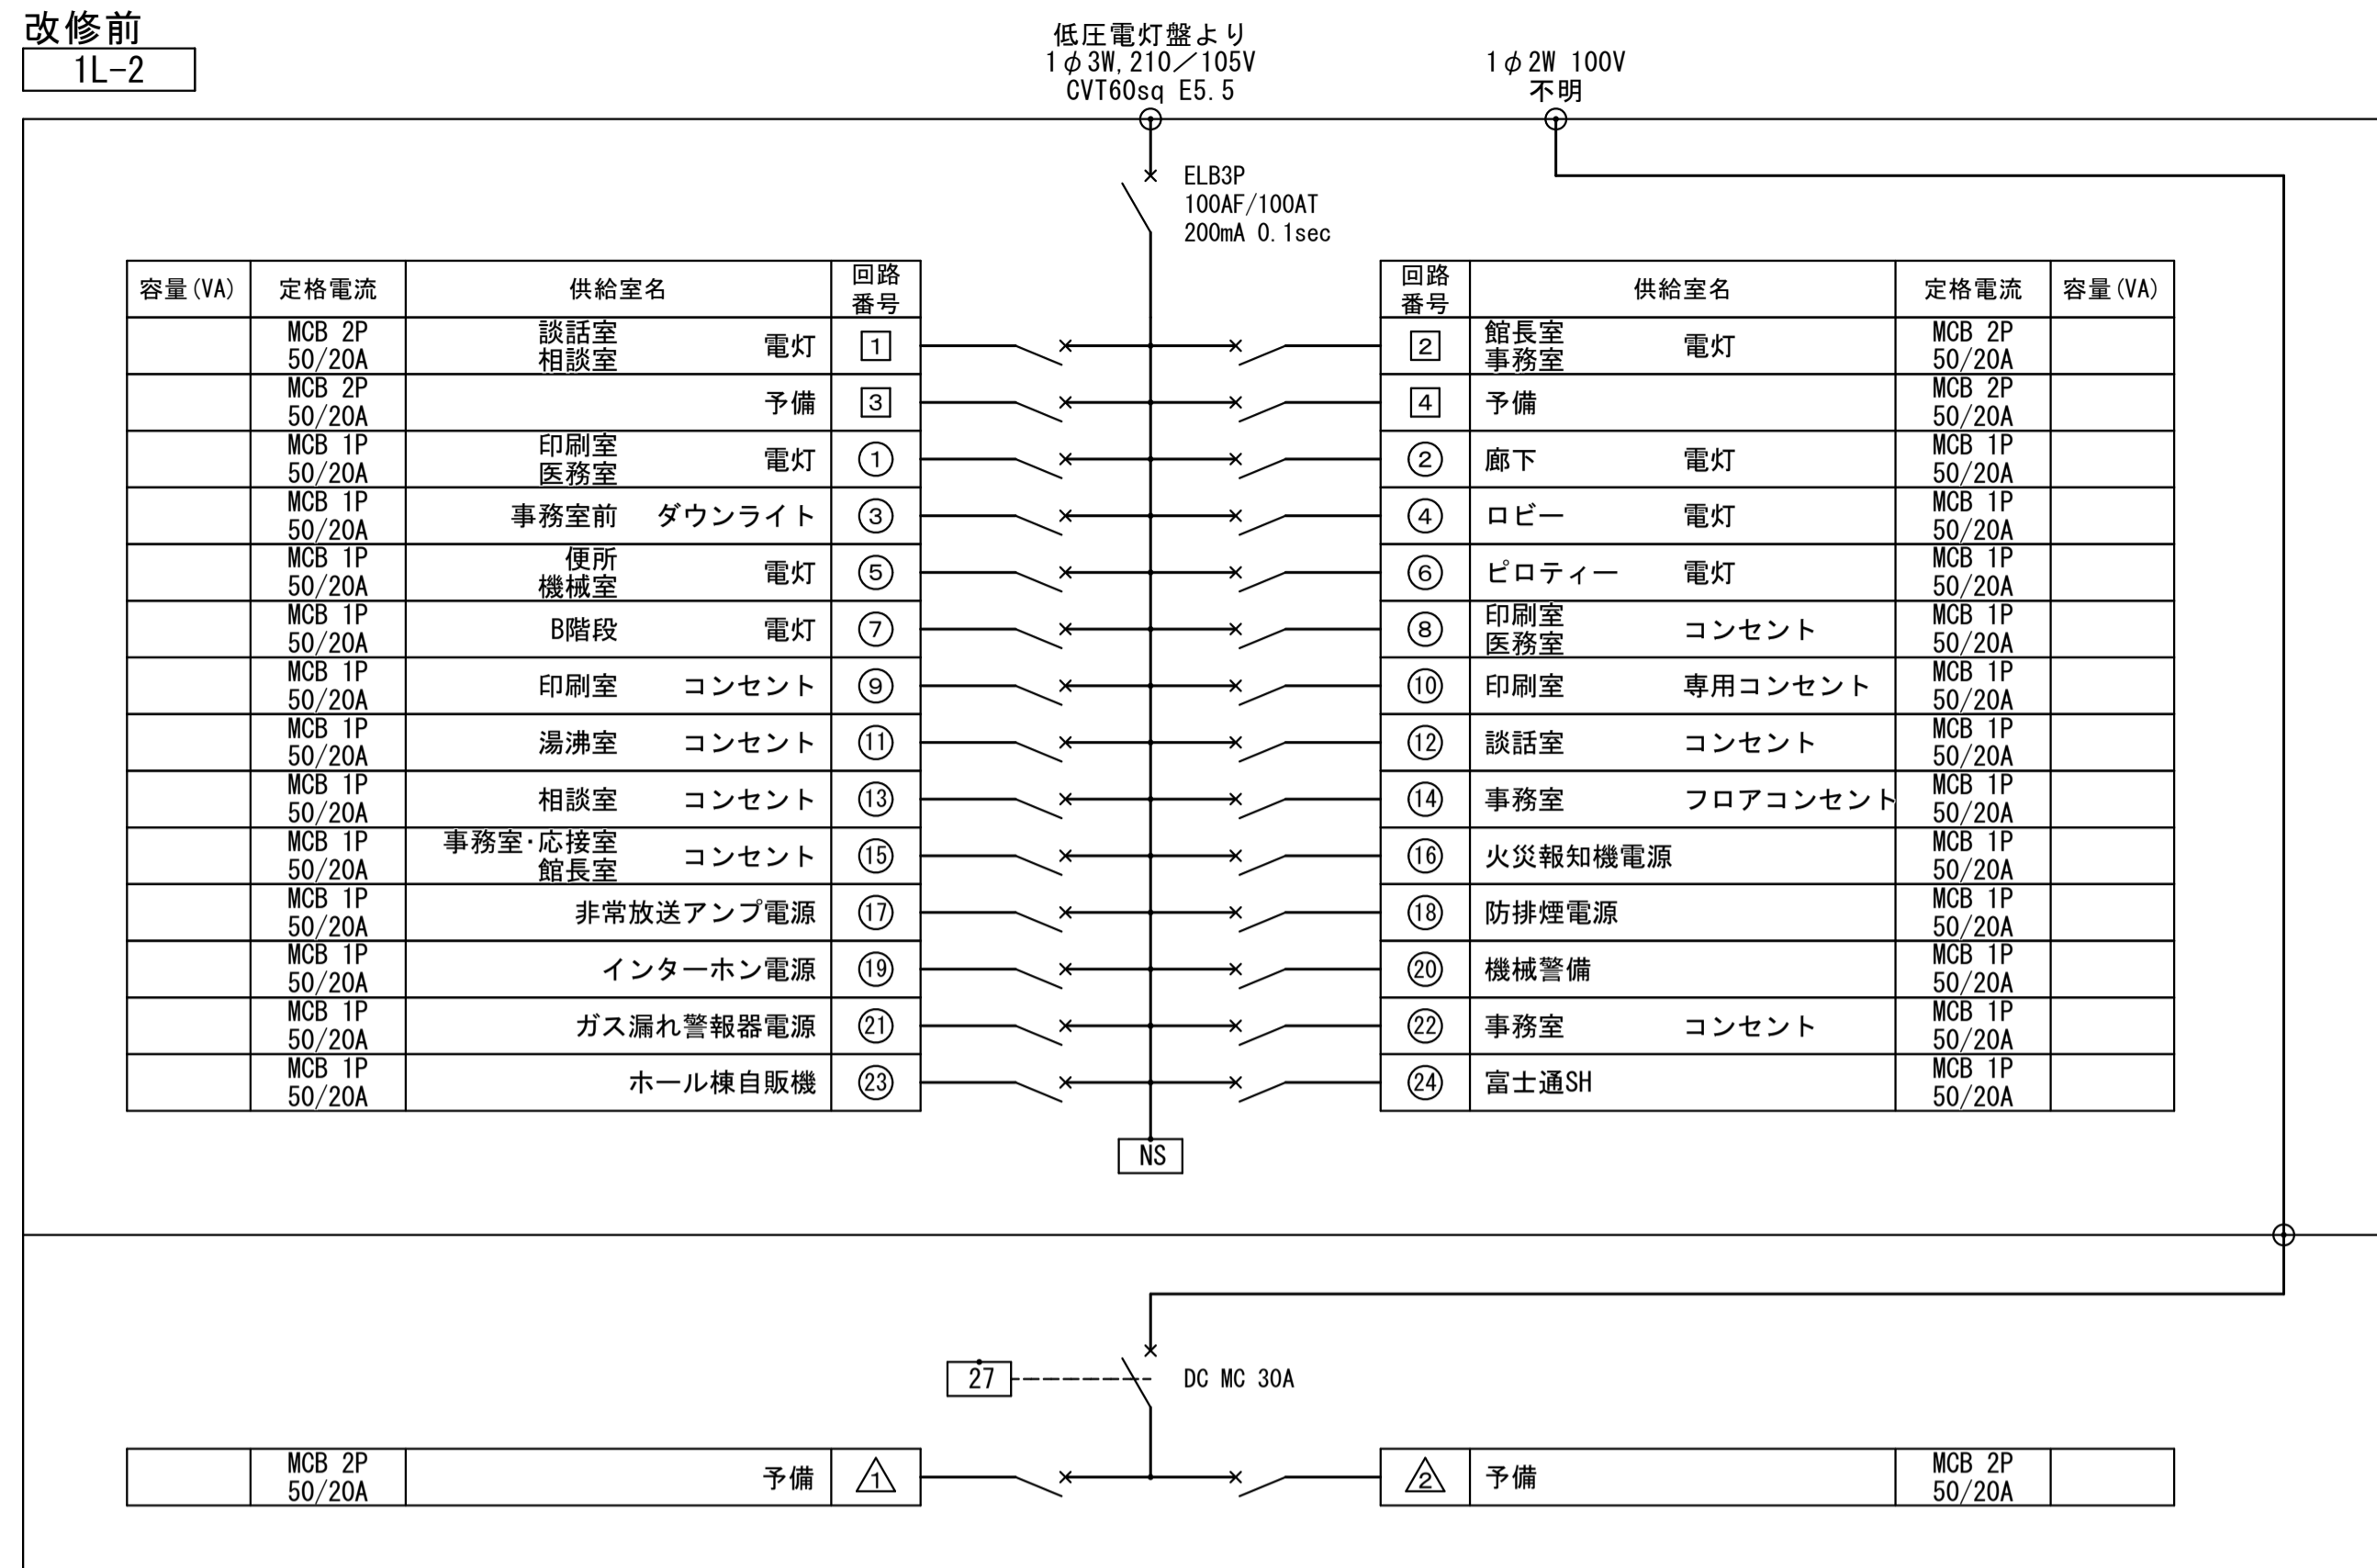 改修前
1L-2
低圧電灯盤より
1φ3W,210／105V
CVT60sq E5.5
1φ2W 100V
不明
ELB3P
100AF/100AT
200mA 0.1sec
容量(VA) 定格電流 供給室名 回路番号
MCB 2P 50/20A 談話室 相談室 電灯 1
MCB 2P 50/20A 予備 3
MCB 1P 50/20A 印刷室 医務室 電灯 1
MCB 1P 50/20A 事務室前 ダウンライト 3
MCB 1P 50/20A 便所 機械室 電灯 5
MCB 1P 50/20A B階段 電灯 7
MCB 1P 50/20A 印刷室 コンセント 9
MCB 1P 50/20A 湯沸室 コンセント 11
MCB 1P 50/20A 相談室 コンセント 13
MCB 1P 50/20A 事務室・応接室 館長室 コンセント 15
MCB 1P 50/20A 非常放送アンプ電源 17
MCB 1P 50/20A インターホン電源 19
MCB 1P 50/20A ガス漏れ警報器電源 21
MCB 1P 50/20A ホール棟自販機 23
回路番号 供給室名 定格電流 容量(VA)
2 館長室 事務室 電灯 MCB 2P 50/20A
4 予備 MCB 2P 50/20A
2 廊下 電灯 MCB 1P 50/20A
4 ロビー 電灯 MCB 1P 50/20A
6 ピロティー 電灯 MCB 1P 50/20A
8 印刷室 医務室 コンセント MCB 1P 50/20A
10 印刷室 専用コンセント MCB 1P 50/20A
12 談話室 コンセント MCB 1P 50/20A
14 事務室 フロアコンセント MCB 1P 50/20A
16 火災報知機電源 MCB 1P 50/20A
18 防排煙電源 MCB 1P 50/20A
20 機械警備 MCB 1P 50/20A
22 事務室 コンセント MCB 1P 50/20A
24 富士通SH MCB 1P 50/20A
NS
27
DC MC 30A
MCB 2P 50/20A 予備 1
2 予備 MCB 2P 50/20A